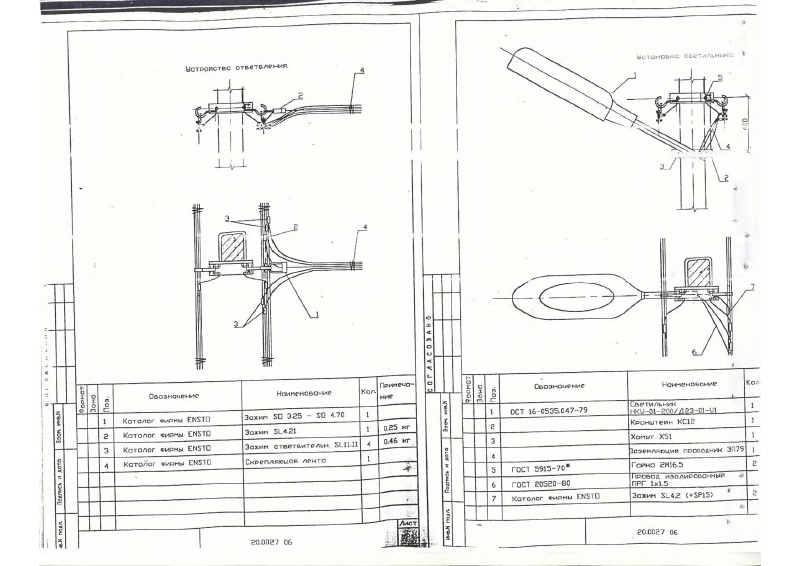 Устройство ответвления.
4
2
3
2
4
3
1
Формат
Зона
Поз.
Обозначение
Наименование
Кол.
Примеча-
ние
1 Каталог фирмы ENSTO Зажим SO 3.25 - SO 4.70 1
2 Каталог фирмы ENSTO Зажим SL4.21 1 0.25 кг
3 Каталог фирмы ENSTO Зажим ответвительн. SL11.11 4 0.46 кг
4 Каталог фирмы ENSTO Скрепляющая лента 1
Взам. инв.N
Подпись и дата
Инв.N подл.
20.0027 06
Лист
Установка светильника.
1
5
4
3
2
7
6
СОГЛАСОВАНО
Формат
Зона
Поз.
Обозначение
Наименование
Кол
1 ОСТ 16-0535.047-79 Светильник
НКУ-01-200/Д23-01-У1 1
2 Кронштейн КС12 1
3 Хомут Х51 1
4 Заземляющий проводник ЗП79 1
5 ГОСТ 5915-70* Гайка 2М16.5 2
6 ГОСТ 20520-80 Провод изолированный
ПРГ 1х1.5
7 Каталог фирмы ENSTO Зажим SL4.2 (+SP15) 2
Взам. инв.N
Подпись и дата
Инв.N подл.
20.0027 06